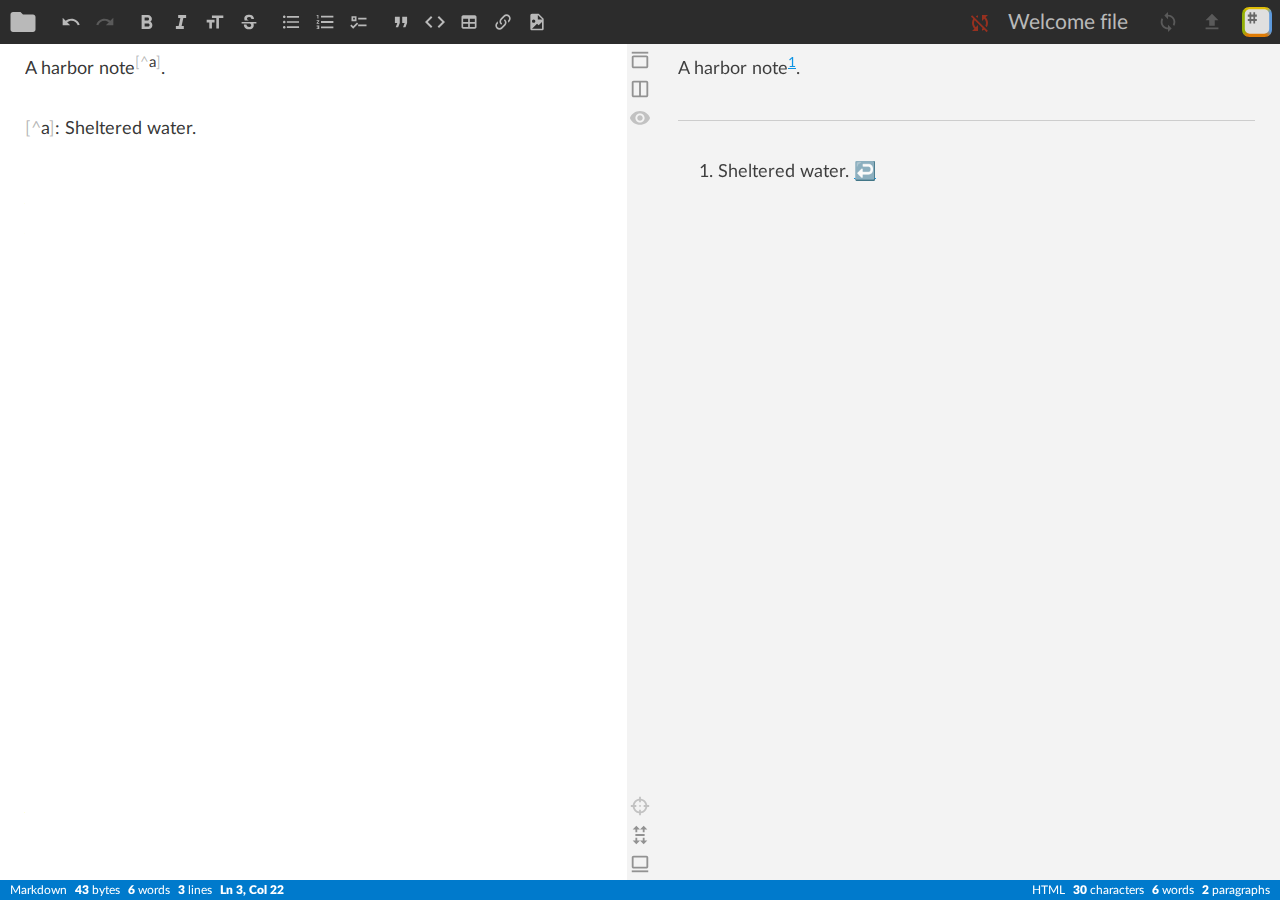 Welcome file
A harbor note[^a].
[^a]: Sheltered water.
A harbor note1.
1. Sheltered water. ↩️
Markdown 43 bytes 6 words 3 lines Ln 3, Col 22
HTML 30 characters 6 words 2 paragraphs